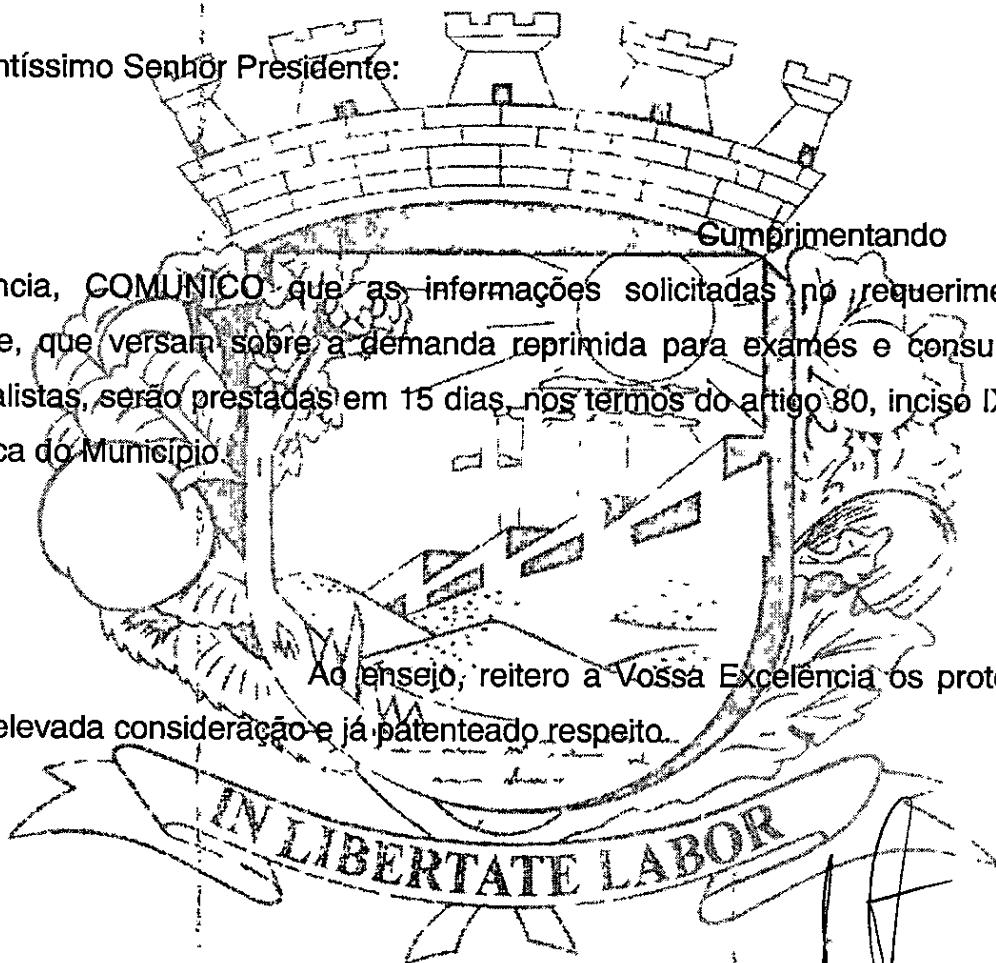 ntíssimo Senhor Presidente:
Cumprimentando
ncia, COMUNICO que as informações solicitadas no requerime
e, que versam sobre a demanda reprimida para exames e consu
alistas, serão prestadas em 15 dias, nos termos do artigo 80, inciso IX
ca do Município.
Ao ensejo, reitero a Vossa Excelência os prote
elevada consideração e já patenteado respeito.
IN LIBERTATE LABOR